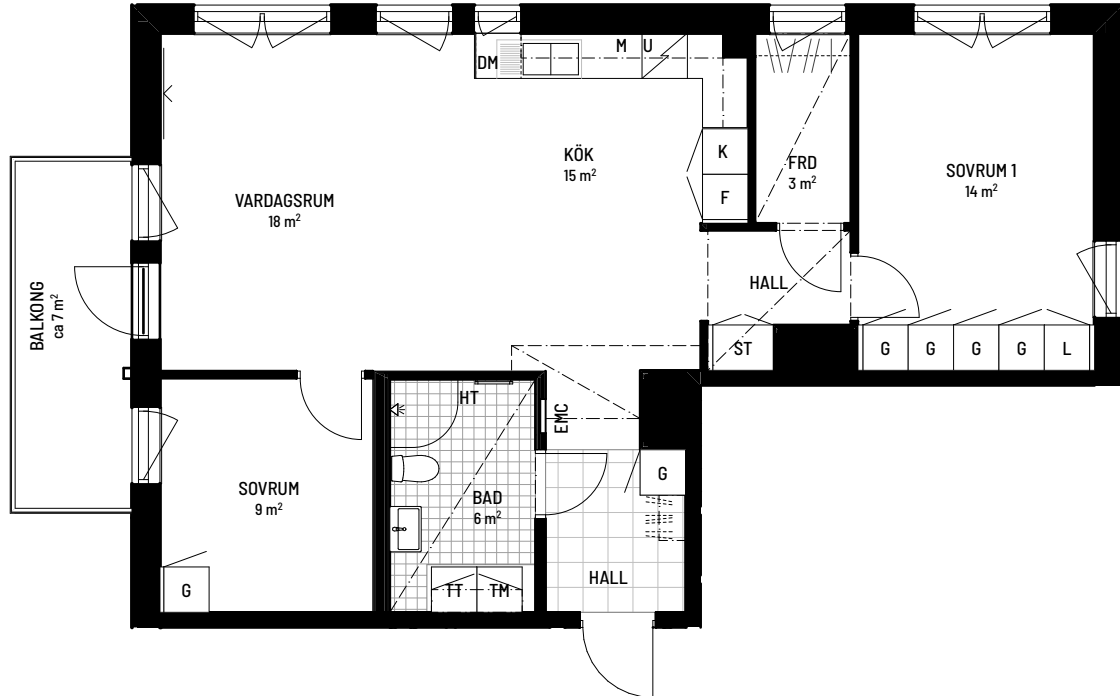 M
U
DM
KÖK
15 m²
K
F
FRD
3 m²
SOVRUM 1
14 m²
VARDAGSRUM
18 m²
BALKONG
ca 7 m²
HALL
ST
G
G
G
G
L
HT
EMC
SOVRUM
9 m²
BAD
6 m²
G
G
TT
TM
HALL